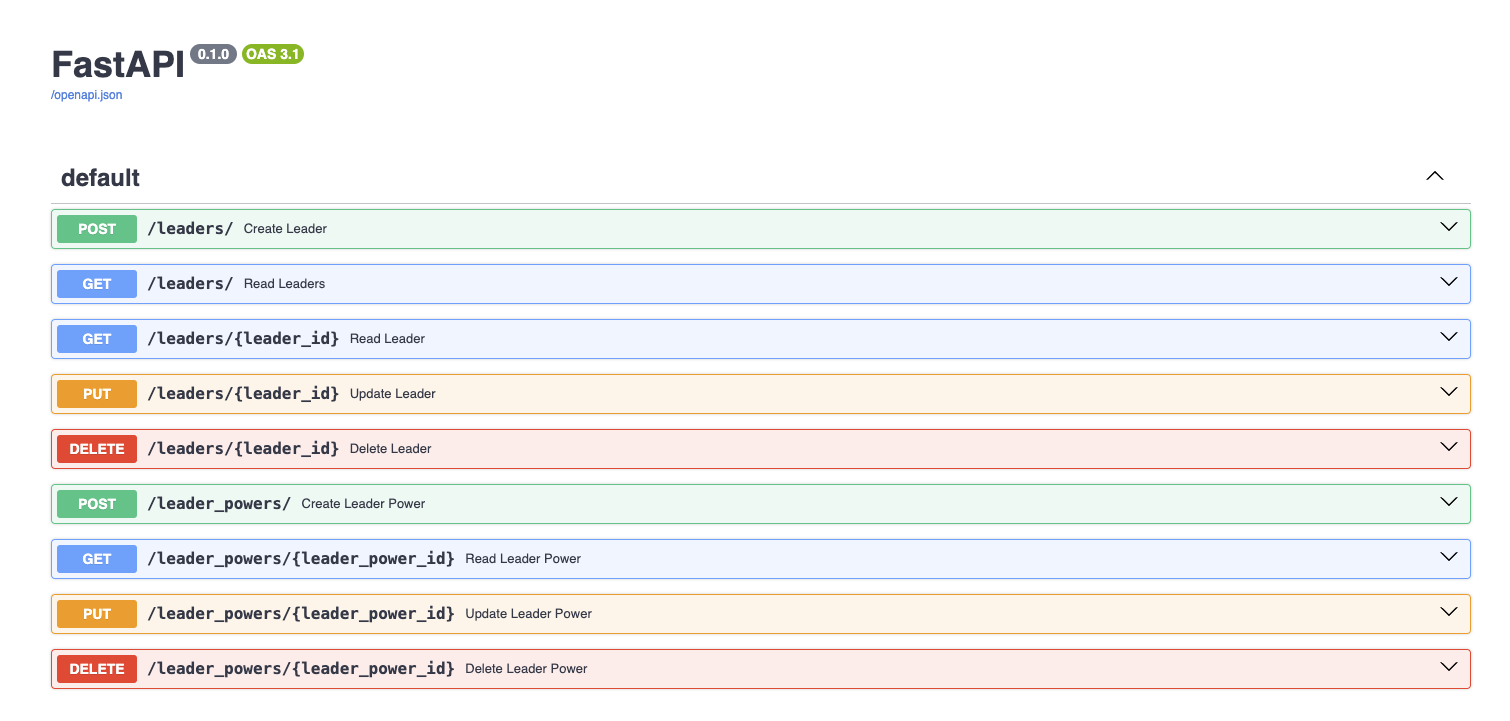 FastAPI 0.1.0 OAS 3.1
/openapi.json
default
POST /leaders/ Create Leader
GET /leaders/ Read Leaders
GET /leaders/{leader_id} Read Leader
PUT /leaders/{leader_id} Update Leader
DELETE /leaders/{leader_id} Delete Leader
POST /leader_powers/ Create Leader Power
GET /leader_powers/{leader_power_id} Read Leader Power
PUT /leader_powers/{leader_power_id} Update Leader Power
DELETE /leader_powers/{leader_power_id} Delete Leader Power